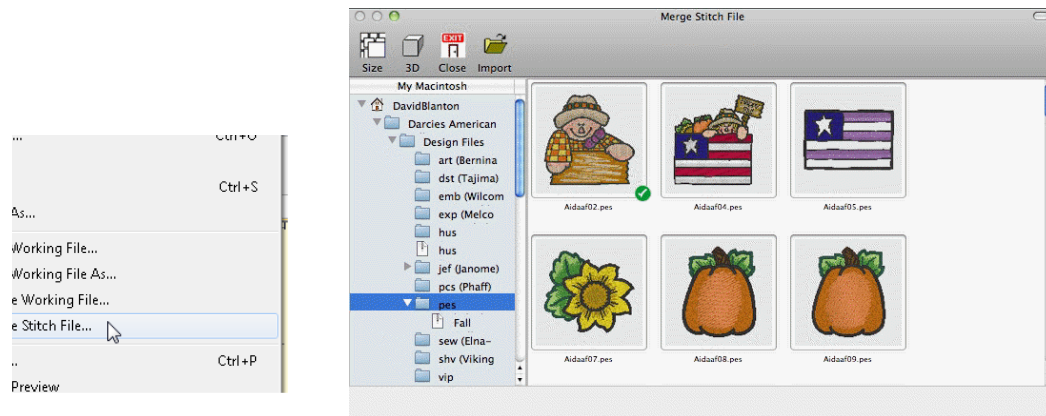 Ctrl+S
As...
Working File...
Working File As...
e Working File...
e Stitch File...
Ctrl+P
Preview
Merge Stitch File
Size 3D Close Import
EXIT
My Macintosh
DavidBlanton
Darcies American
Design Files
art (Bernina
dst (Tajima)
emb (Wilcom
exp (Melco
hus
hus
jef (Janome)
pcs (Phaff)
pes
Fall
sew (Elna-
shv (Viking
vip
Aidaaf02.pes Aidaaf04.pes Aidaaf05.pes
Aidaaf07.pes Aidaaf08.pes Aidaaf09.pes